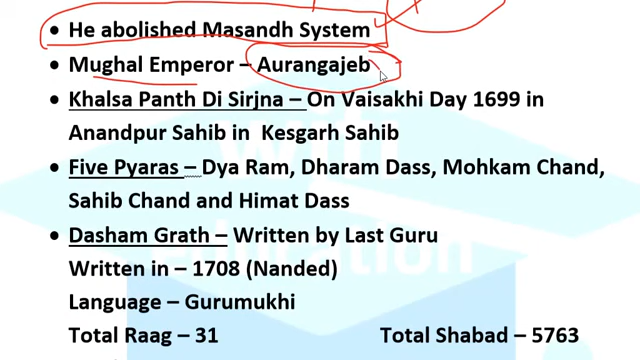 • He abolished Masandh System
• Mughal Emperor – Aurangajeb
• Khalsa Panth Di Sirjna – On Vaisakhi Day 1699 in
Anandpur Sahib in Kesgarh Sahib
• Five Pyaras – Dya Ram, Dharam Dass, Mohkam Chand,
Sahib Chand and Himat Dass
• Dasham Grath – Written by Last Guru
Written in – 1708 (Nanded)
Language – Gurumukhi
Total Raag – 31 Total Shabad – 5763